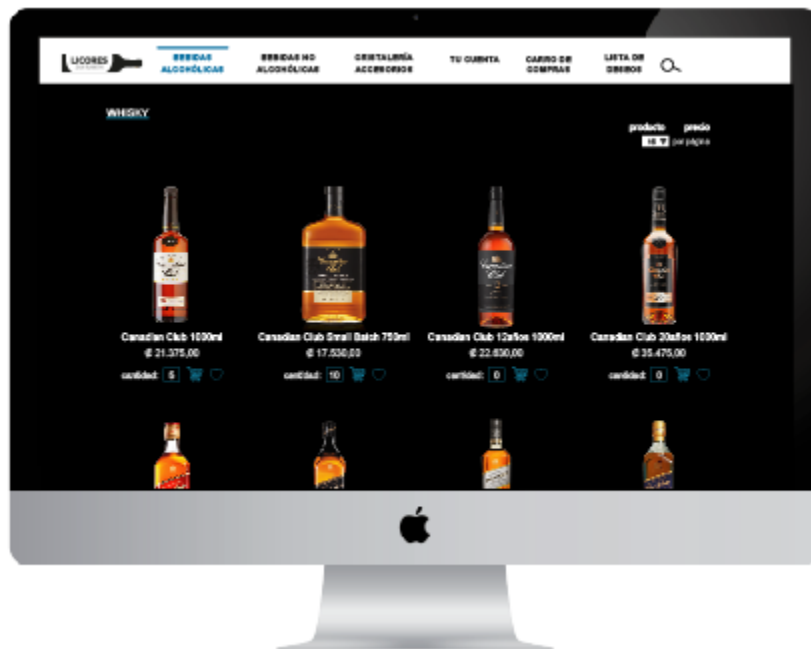 LICORES
BEBIDAS
ALCOHÓLICAS
BEBIDAS NO
ALCOHÓLICAS
CRISTALERÍA
ACCESORIOS
TU CUENTA
CARRO DE
COMPRAS
LISTA DE
DESEOS
WHISKY
producto precio
16 ▼ por página
Canadian Club 1000ml
₡ 21.375,00
cantidad: 5
Canadian Club Small Batch 750ml
₡ 17.530,00
cantidad: 10
Canadian Club 12años 1000ml
₡ 22.630,00
cantidad: 0
Canadian Club 20años 1000ml
₡ 35.475,00
cantidad: 0